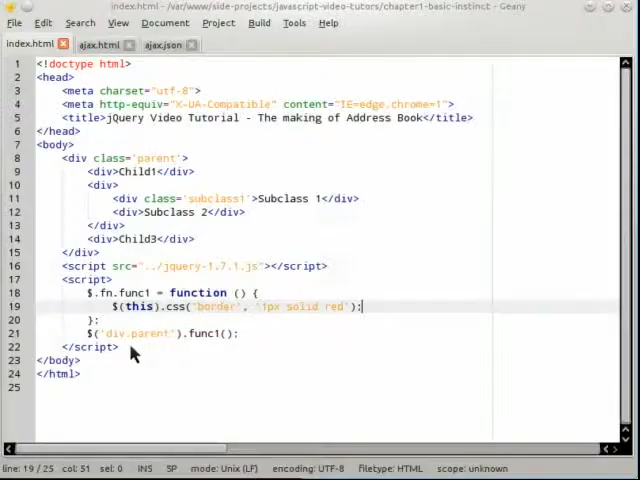 index.html - /var/www/side-projects/javascript-video-tutors/chapter1-basic-instinct - Geany
File Edit Search View Document Project Build Tools Help
index.html ajax.html ajax.json
1 <!doctype html>
2 <head>
3 <meta charset="utf-8">
4 <meta http-equiv="X-UA-Compatible" content="IE=edge.chrome=1">
5 <title>jQuery Video Tutorial - The making of Address Book</title>
6 </head>
7 <body>
8 <div class='parent'>
9 <div>Child1</div>
10 <div>
11 <div class='subclass1'>Subclass 1</div>
12 <div>Subclass 2</div>
13 </div>
14 <div>Child3</div>
15 </div>
16 <script src="../jquery-1.7.1.js"></script>
17 <script>
18 $.fn.func1 = function () {
19 $(this).css('border', '1px solid red');
20 };
21 $('div.parent').func1();
22 </script>
23 </body>
24 </html>
25
line: 19 / 25 col: 51 sel: 0 INS SP mode: Unix (LF) encoding: UTF-8 filetype: HTML scope: unknown